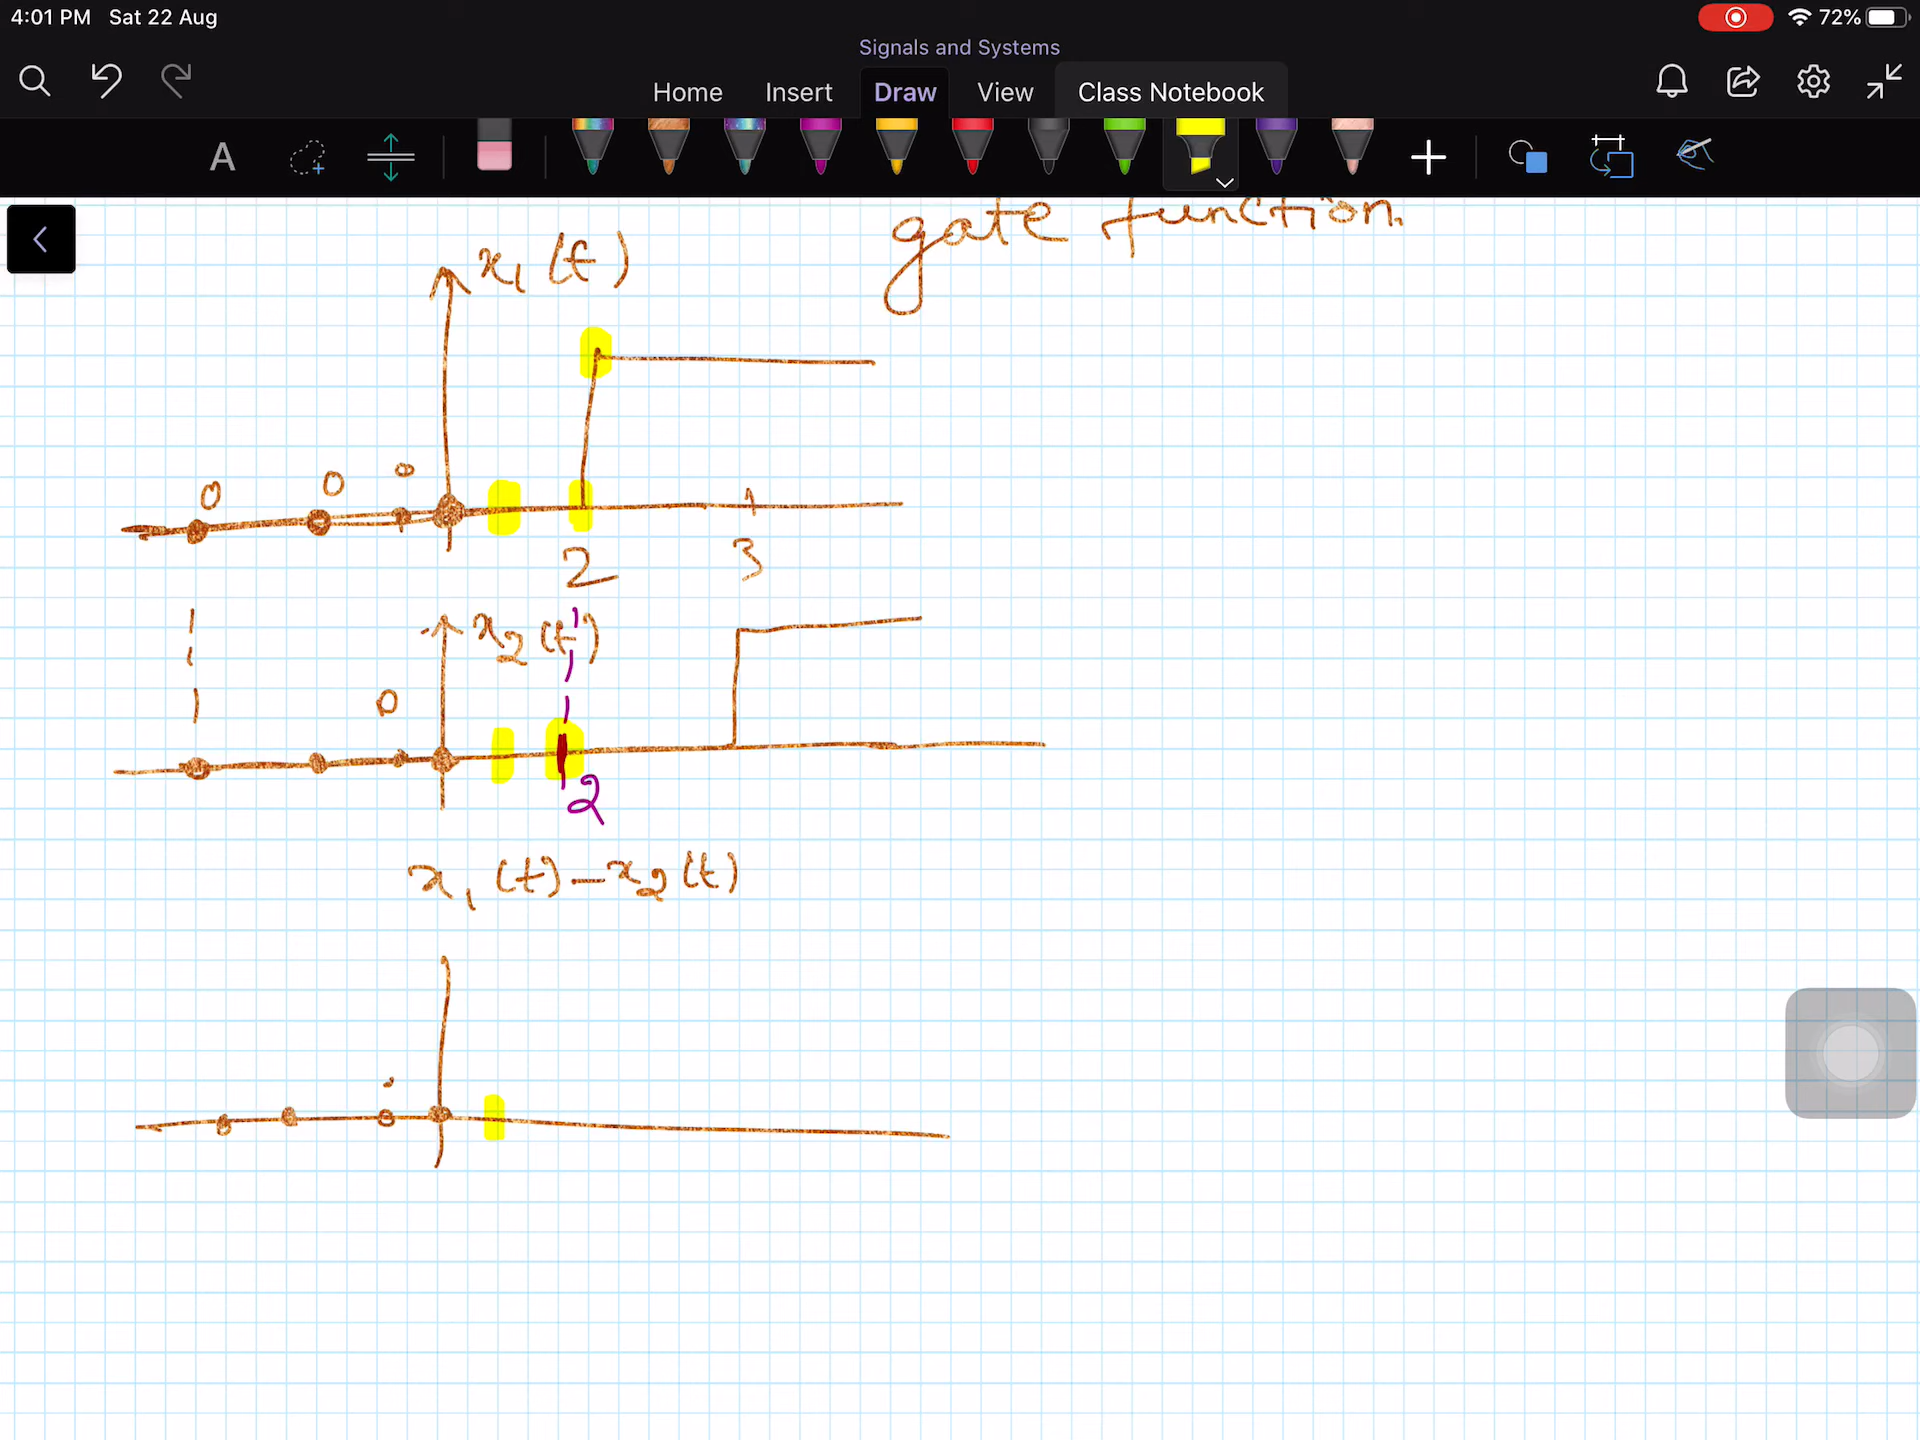 4:01 PM Sat 22 Aug 72%
Signals and Systems
Home Insert Draw View Class Notebook
A
gate function.
x₁(t)
0 0 0
2 3
x₂(t)
0
2
x₁(t)-x₂(t)